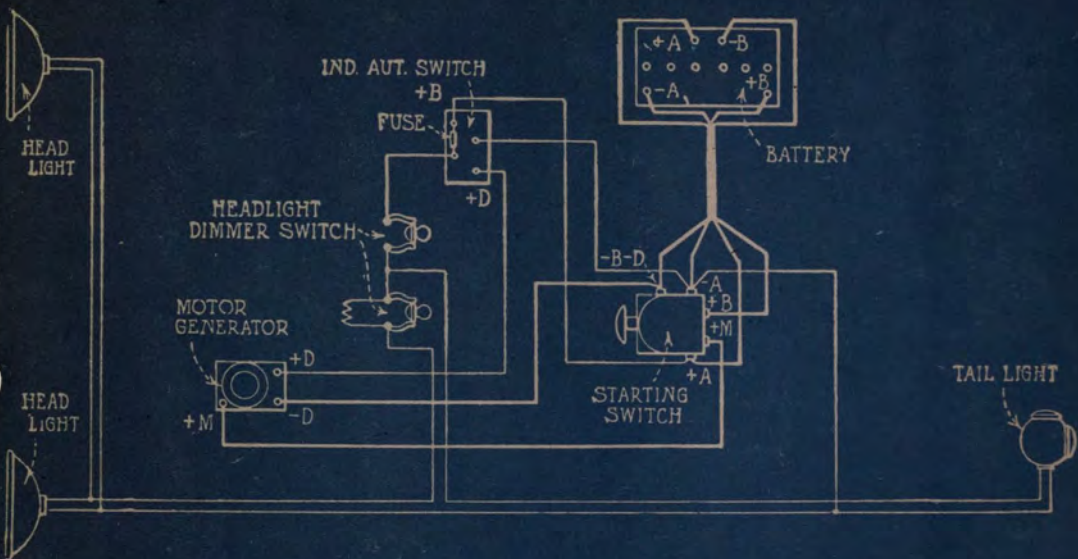 HEAD
LIGHT
IND. AUT. SWITCH
+B
FUSE
+D
+A
-B
-A
+B
BATTERY
HEADLIGHT
DIMMER SWITCH
-B-D
-A
+B
+M
+A
STARTING
SWITCH
MOTOR
GENERATOR
+D
-D
+M
HEAD
LIGHT
TAIL LIGHT